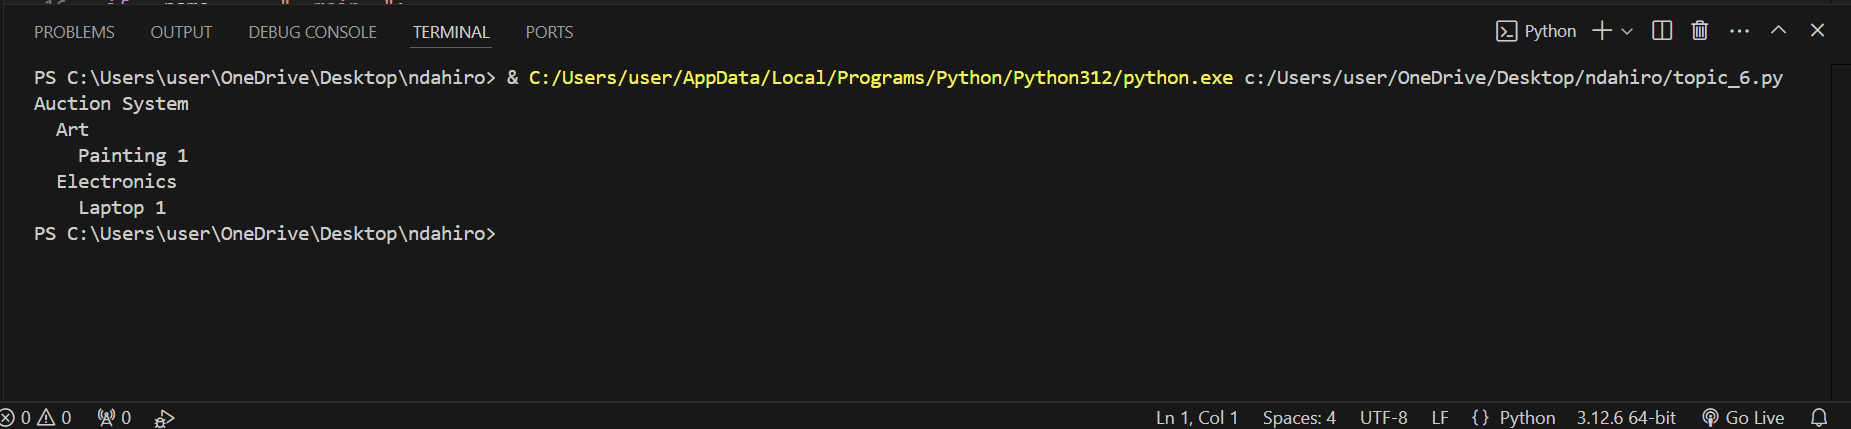 PROBLEMS OUTPUT DEBUG CONSOLE TERMINAL PORTS Python
PS C:\Users\user\OneDrive\Desktop\ndahiro> & C:/Users/user/AppData/Local/Programs/Python/Python312/python.exe c:/Users/user/OneDrive/Desktop/ndahiro/topic_6.py
Auction System
  Art
    Painting 1
  Electronics
    Laptop 1
PS C:\Users\user\OneDrive\Desktop\ndahiro>
0 0 0 Ln 1, Col 1 Spaces: 4 UTF-8 LF {} Python 3.12.6 64-bit Go Live